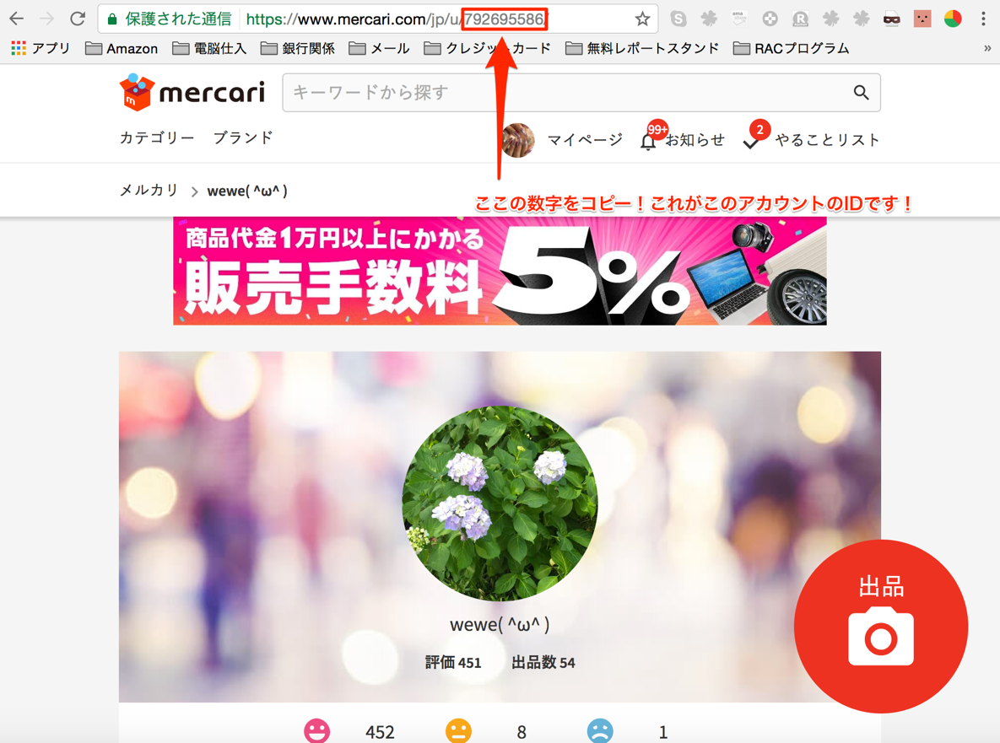 保護された通信 https://www.mercari.com/jp/u/792695586/
アプリ Amazon 電脳仕入 銀行関係 メール クレジットカード 無料レポートスタンド RACプログラム »
mercari キーワードから探す
カテゴリー ブランド マイページ 99+ お知らせ 2 やることリスト
メルカリ > wewe( ^ω^ )
ここの数字をコピー！これがこのアカウントのIDです！
商品代金1万円以上にかかる
販売手数料 5%
出品
wewe( ^ω^ )
評価 451 出品数 54
452 8 1